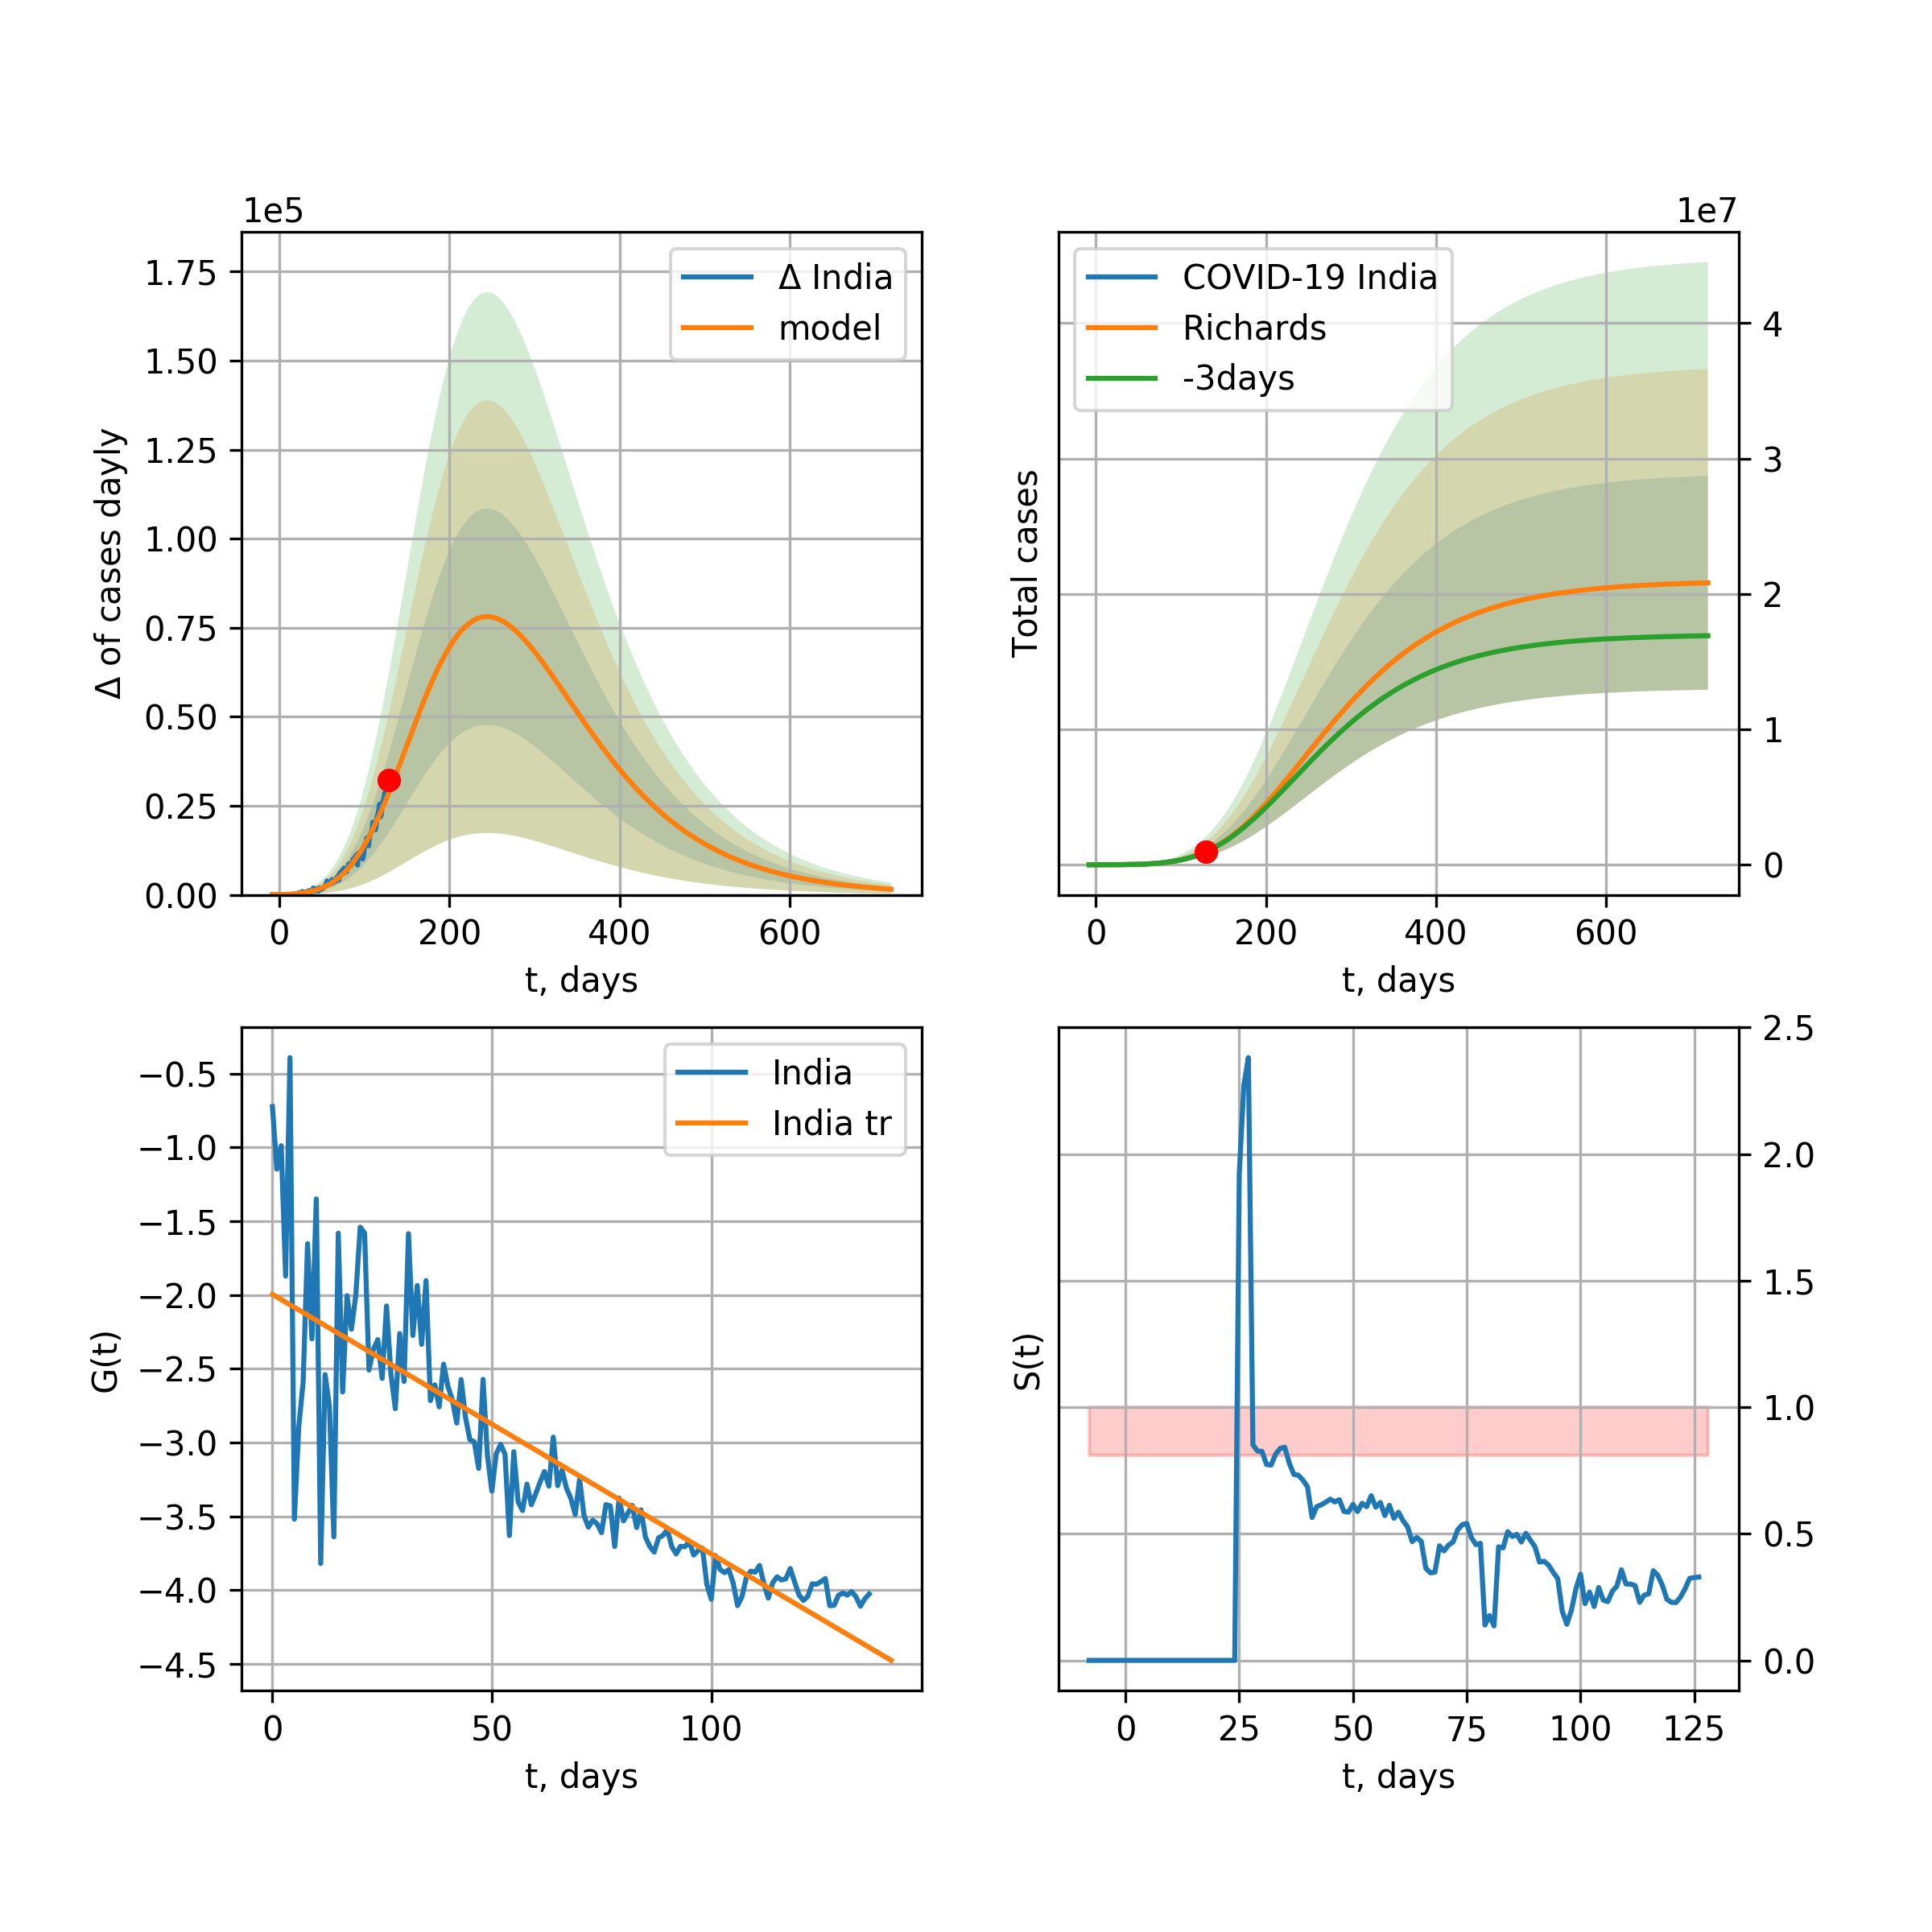 1e5
Δ of cases dayly
1.75
1.50
1.25
1.00
0.75
0.50
0.25
0.00
Δ India
model
0 200 400 600
t, days
1e7
Total cases
COVID-19 India
Richards
-3days
4
3
2
1
0
0 200 400 600
t, days
G(t)
−0.5
−1.0
−1.5
−2.0
−2.5
−3.0
−3.5
−4.0
−4.5
India
India tr
0 50 100
t, days
S(t)
2.5
2.0
1.5
1.0
0.5
0.0
0 25 50 75 100 125
t, days